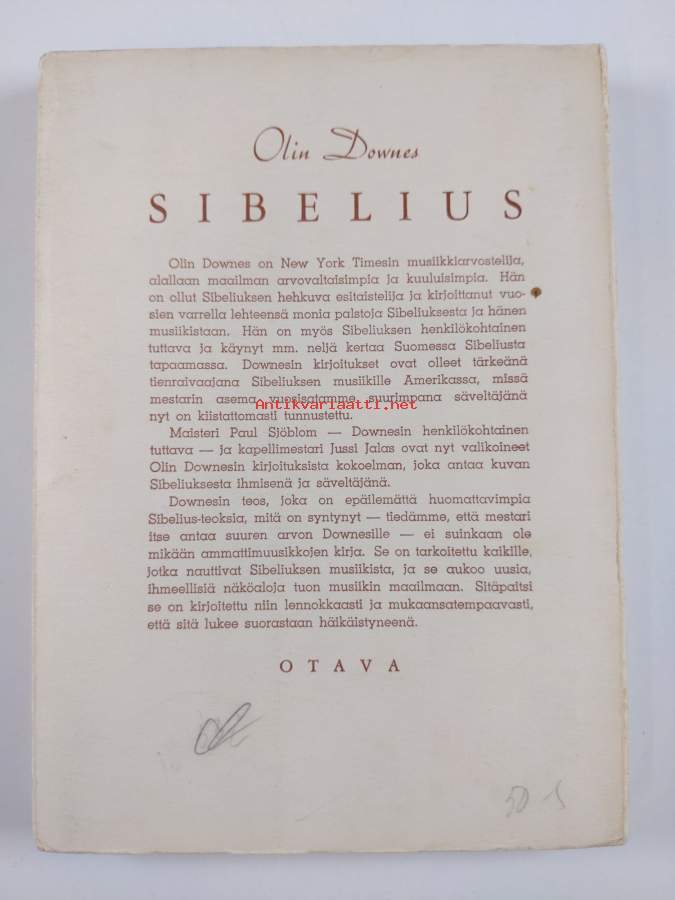 Olin Downes
SIBELIUS
Olin Downes on New York Timesin musiikkiarvostelija,
alallaan maailman arvovaltaisimpia ja kuuluisimpia. Hän
on ollut Sibeliuksen hehkuva esitaistelija ja kirjoittanut vuo-
sien varrella lehteensä monia palstoja Sibeliuksesta ja hänen
musiikistaan. Hän on myös Sibeliuksen henkilökohtainen
tuttava ja käynyt mm. neljä kertaa Suomessa Sibeliusta
tapaamassa. Downesin kirjoitukset ovat olleet tärkeänä
tienraivaajana Sibeliuksen musiikille Amerikassa, missä
mestarin asema vuosisatamme suurimpana säveltäjänä
Antikvariaatti.net
nyt on kiistattomasti tunnustettu.
Maisteri Paul Sjöblom — Downesin henkilökohtainen
tuttava — ja kapellimestari Jussi Jalas ovat nyt valikoineet
Olin Downesin kirjoituksista kokoelman, joka antaa kuvan
Sibeliuksesta ihmisenä ja säveltäjänä.
Downesin teos, joka on epäilemättä huomattavimpia
Sibelius-teoksia, mitä on syntynyt — tiedämme, että mestari
itse antaa suuren arvon Downesille — ei suinkaan ole
mikään ammattimuusikkojen kirja. Se on tarkoitettu kaikille,
jotka nauttivat Sibeliuksen musiikista, ja se aukoo uusia,
ihmeellisiä näköaloja tuon musiikin maailmaan. Sitäpaitsi
se on kirjoitettu niin lennokkaasti ja mukaansatempaavasti,
että sitä lukee suorastaan häikäistyneenä.
OTAVA